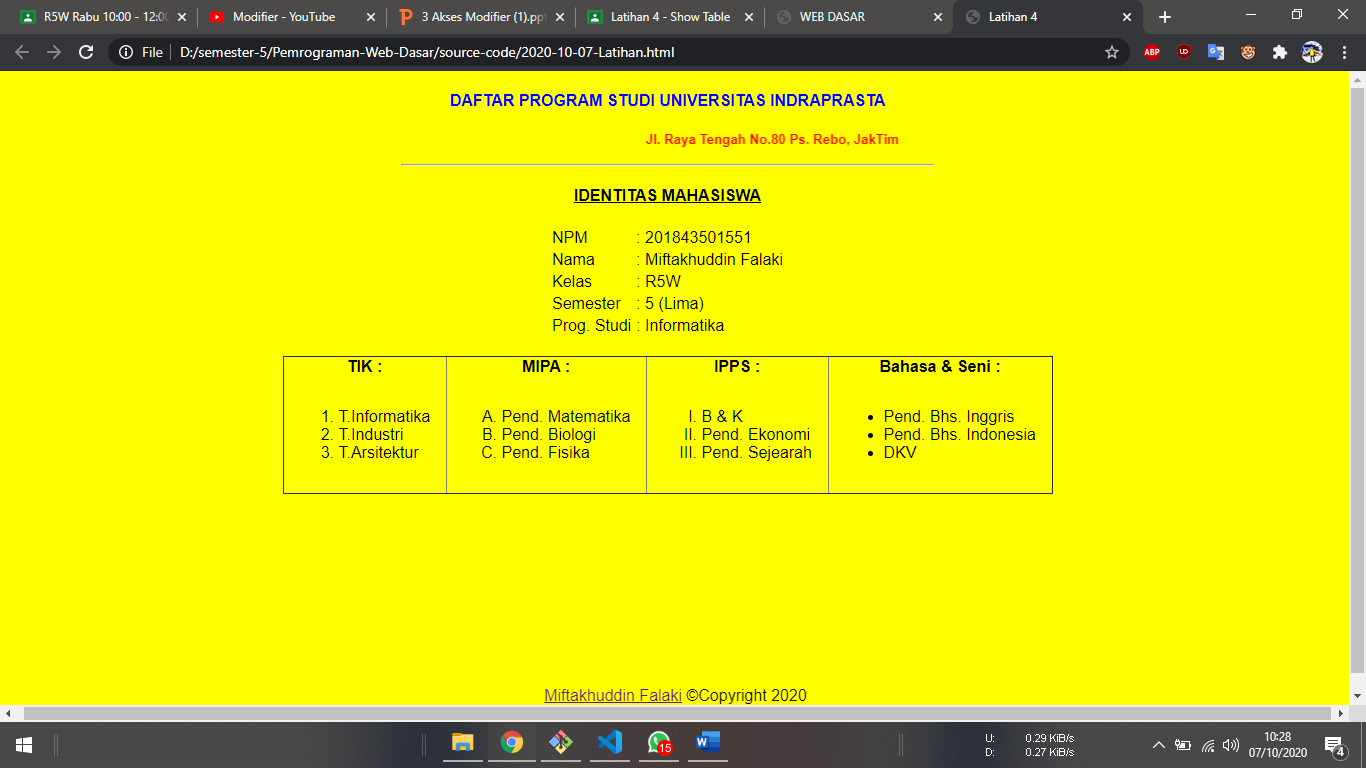 R5W Rabu 10:00 - 12:00
Modifier - YouTube
3 Akses Modifier (1).ppt
Latihan 4 - Show Table
WEB DASAR
Latihan 4
File
D:/semester-5/Pemrograman-Web-Dasar/source-code/2020-10-07-Latihan.html
ABP
DAFTAR PROGRAM STUDI UNIVERSITAS INDRAPRASTA
Jl. Raya Tengah No.80 Ps. Rebo, JakTim
IDENTITAS MAHASISWA
NPM : 201843501551
Nama : Miftakhuddin Falaki
Kelas : R5W
Semester : 5 (Lima)
Prog. Studi : Informatika
TIK :
1. T.Informatika
2. T.Industri
3. T.Arsitektur
MIPA :
A. Pend. Matematika
B. Pend. Biologi
C. Pend. Fisika
IPPS :
I. B & K
II. Pend. Ekonomi
III. Pend. Sejearah
Bahasa & Seni :
• Pend. Bhs. Inggris
• Pend. Bhs. Indonesia
• DKV
Miftakhuddin Falaki ©Copyright 2020
15
U: 0.29 KiB/s
D: 0.27 KiB/s
10:28
07/10/2020
4